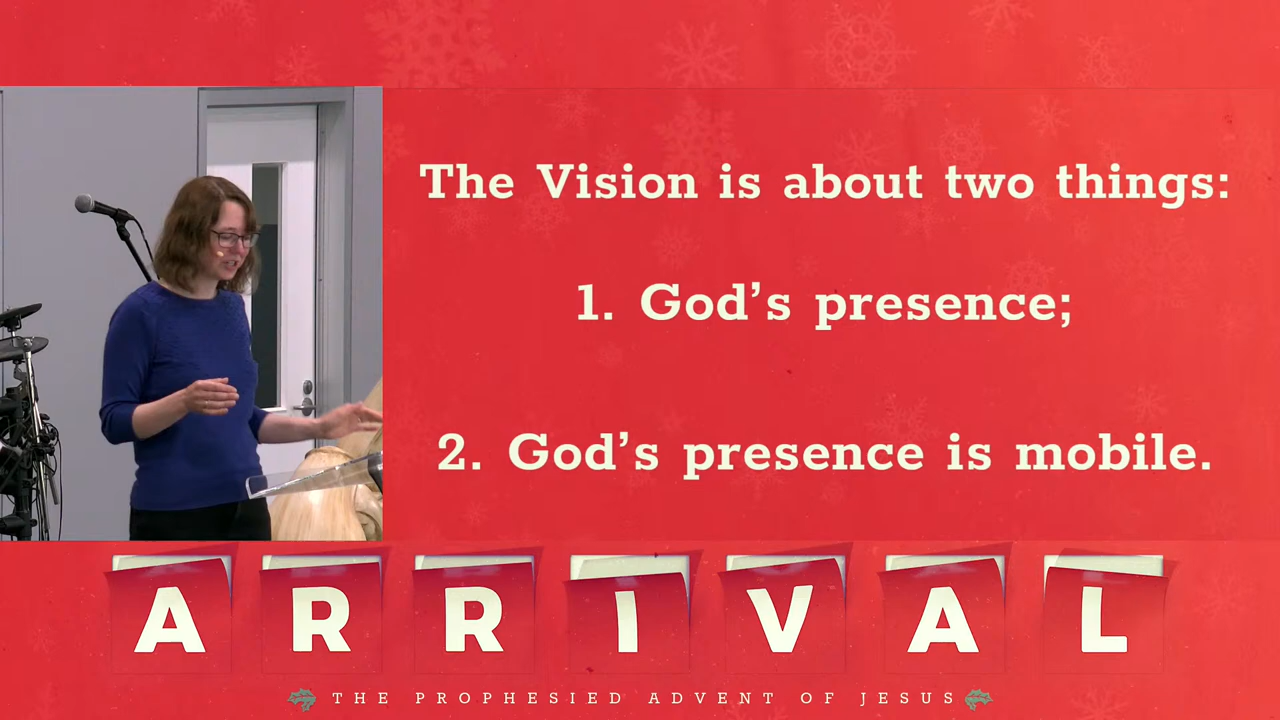 The Vision is about two things:
1. God's presence;
2. God's presence is mobile.
ARRIVAL
THE PROPHESIED ADVENT OF JESUS